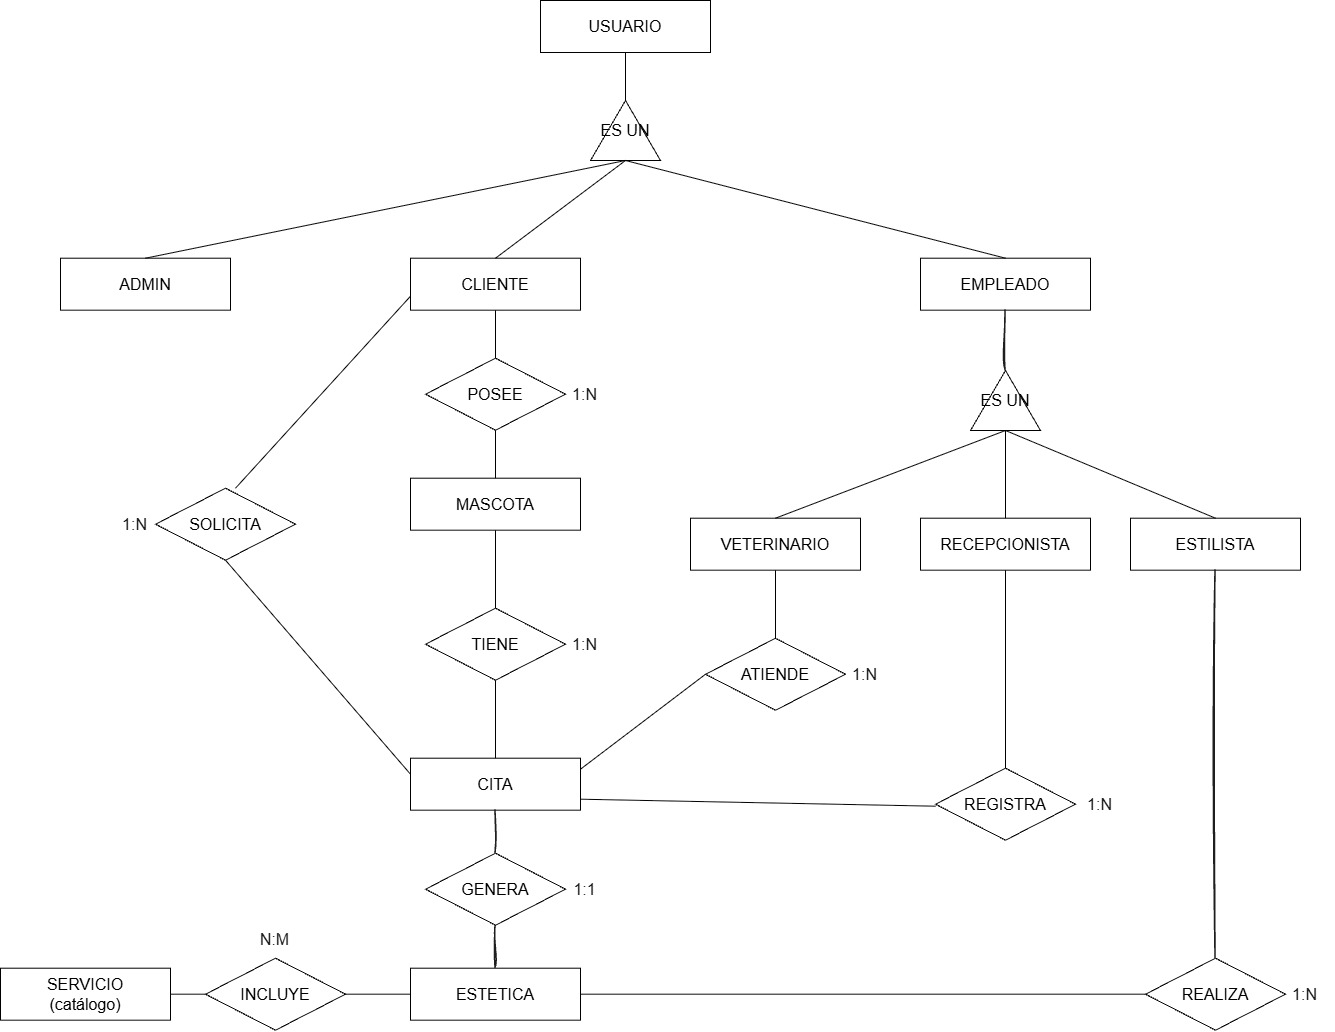 USUARIO
ES UN
ADMIN
CLIENTE
EMPLEADO
POSEE
1:N
ES UN
MASCOTA
1:N
SOLICITA
VETERINARIO
RECEPCIONISTA
ESTILISTA
TIENE
1:N
ATIENDE
1:N
CITA
REGISTRA
1:N
GENERA
1:1
N:M
SERVICIO
(catálogo)
INCLUYE
ESTETICA
REALIZA
1:N